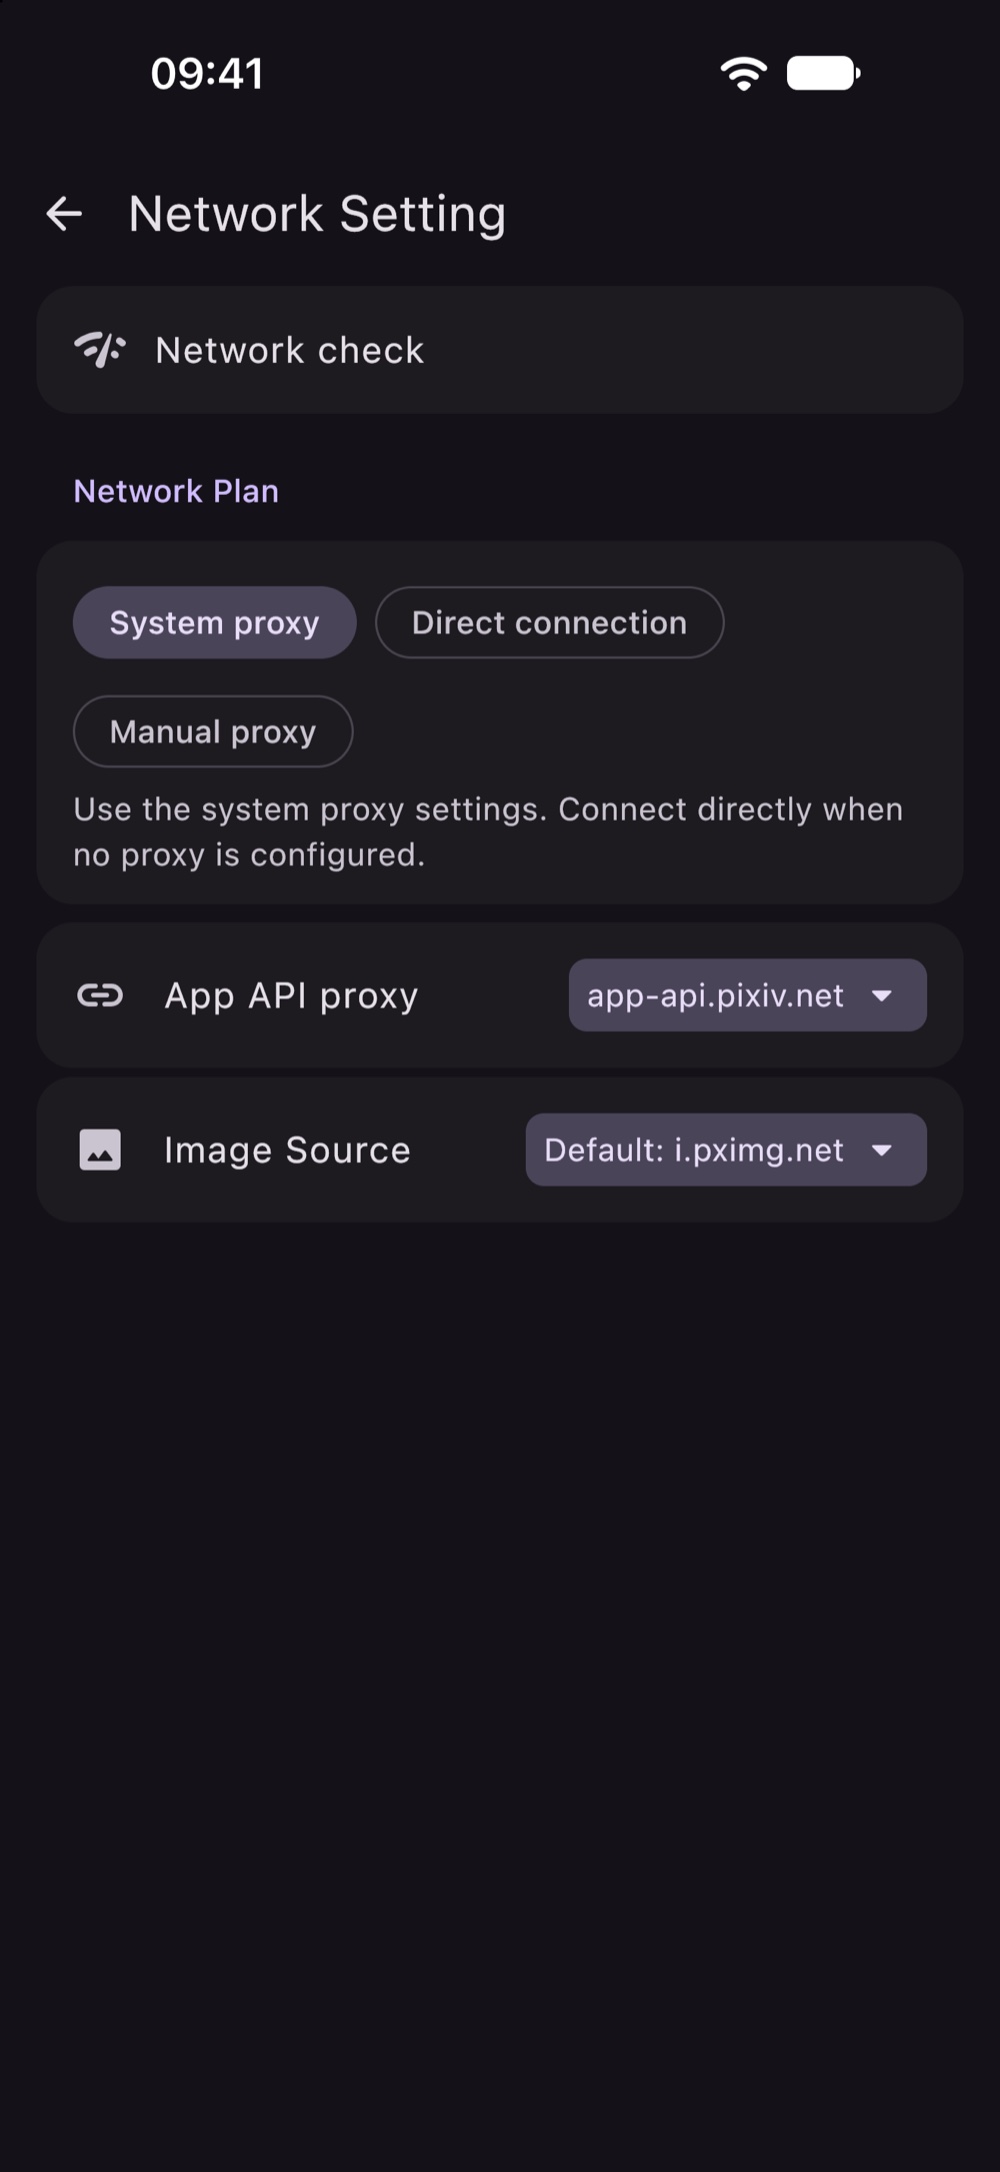 09:41
Network Setting
Network check
Network Plan
System proxy
Direct connection
Manual proxy
Use the system proxy settings. Connect directly when
no proxy is configured.
App API proxy
app-api.pixiv.net
Image Source
Default: i.pximg.net